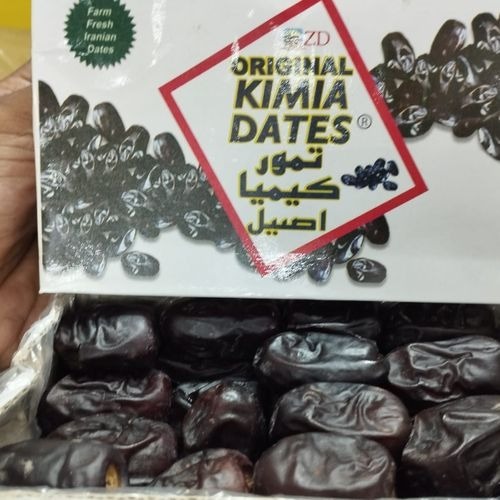 Farm
Fresh
Iranian
Dates
ZD
ORIGINAL
KIMIA
DATES®
تمور
كيميا
اصيل